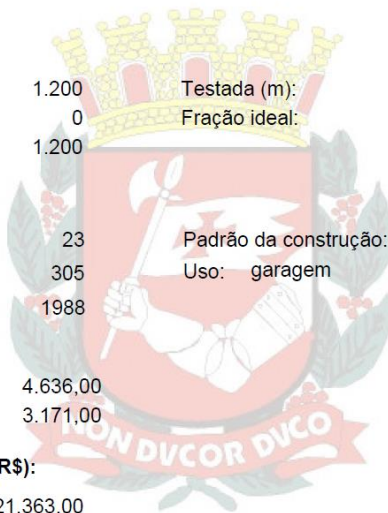 1.200 Testada (m):
0 Fração ideal:
1.200
23 Padrão da construção:
305 Uso: garagem
1988
4.636,00
3.171,00
NON DVCOR DVCO
R$):
21.363,00